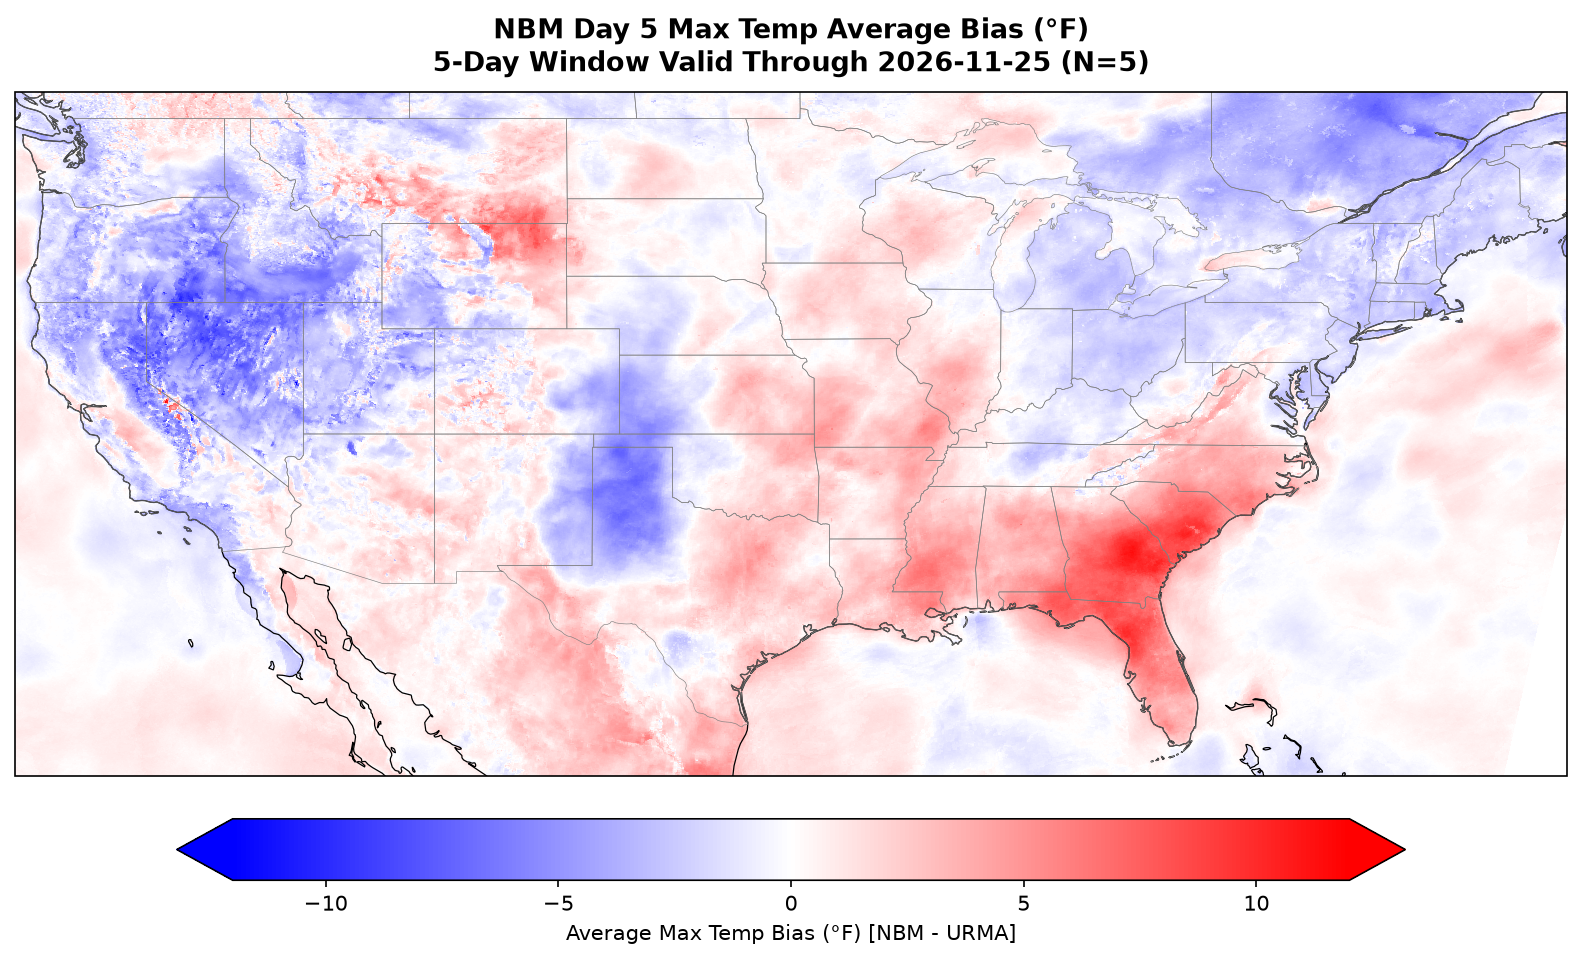 NBM Day 5 Max Temp Average Bias (°F)
5-Day Window Valid Through 2026-11-25 (N=5)
−10 −5 0 5 10
Average Max Temp Bias (°F) [NBM - URMA]